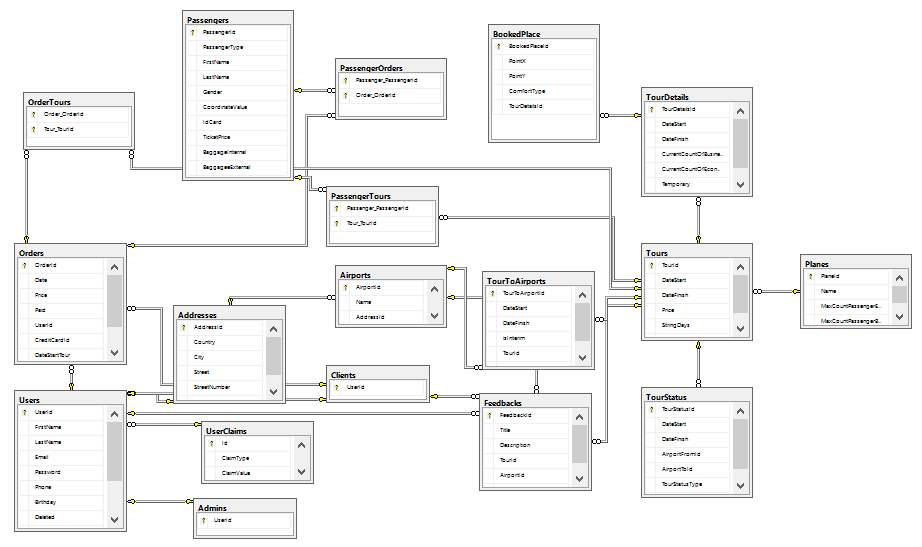 Passengers
PassengerId
PassengerType
FirstName
LastName
Gender
CoordinateValue
IdCard
TicketPrice
BaggageInternal
BaggageExternal
PassengerOrders
Passenger_PassengerId
Order_OrderId
BookedPlace
BookedPlaceId
PointX
PointY
ComfortType
TourDetailsId
TourDetails
TourDetailsId
DateStart
DateFinish
CurrentCountOfBusine...
CurrentCountOfEcon...
Temporary
OrderTours
Order_OrderId
Tour_TourId
PassengerTours
Passenger_PassengerId
Tour_TourId
Orders
OrderId
Date
Price
Paid
UserId
CreditCardId
DateStartTour
Addresses
AddressId
Country
City
Street
StreetNumber
Airports
AirportId
Name
AddressId
TourToAirports
TourToAirportId
DateStart
DateFinish
IsInterim
TourId
Tours
TourId
DateStart
DateFinish
Price
StringDays
Planes
PlaneId
Name
MaxCountPassengerE...
MaxCountPassengerB...
Clients
UserId
Users
UserId
FirstName
LastName
Email
Password
Phone
Birthday
Deleted
UserClaims
Id
ClaimType
ClaimValue
Feedbacks
FeedbackId
Title
Description
TourId
AirportId
TourStatus
TourStatusId
DateStart
DateFinish
AirportFromId
AirportToId
TourStatusType
Admins
UserId